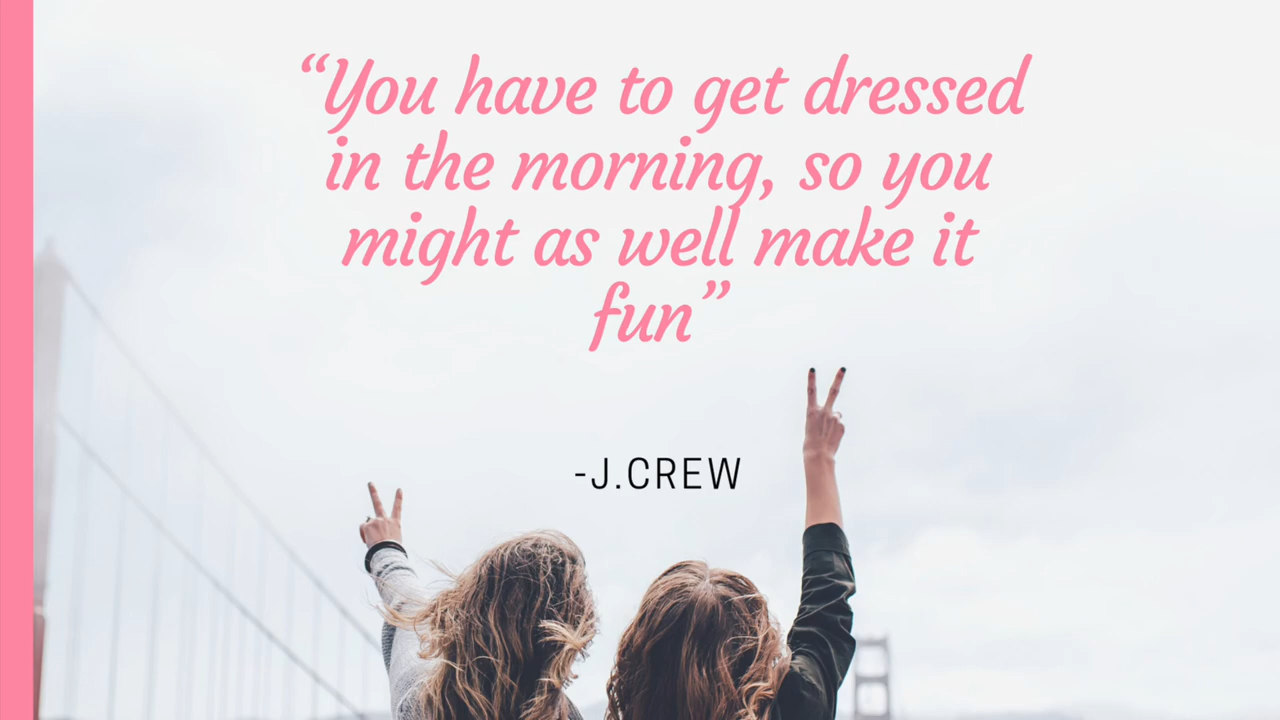 “You have to get dressed
in the morning, so you
might as well make it
fun”
-J.CREW